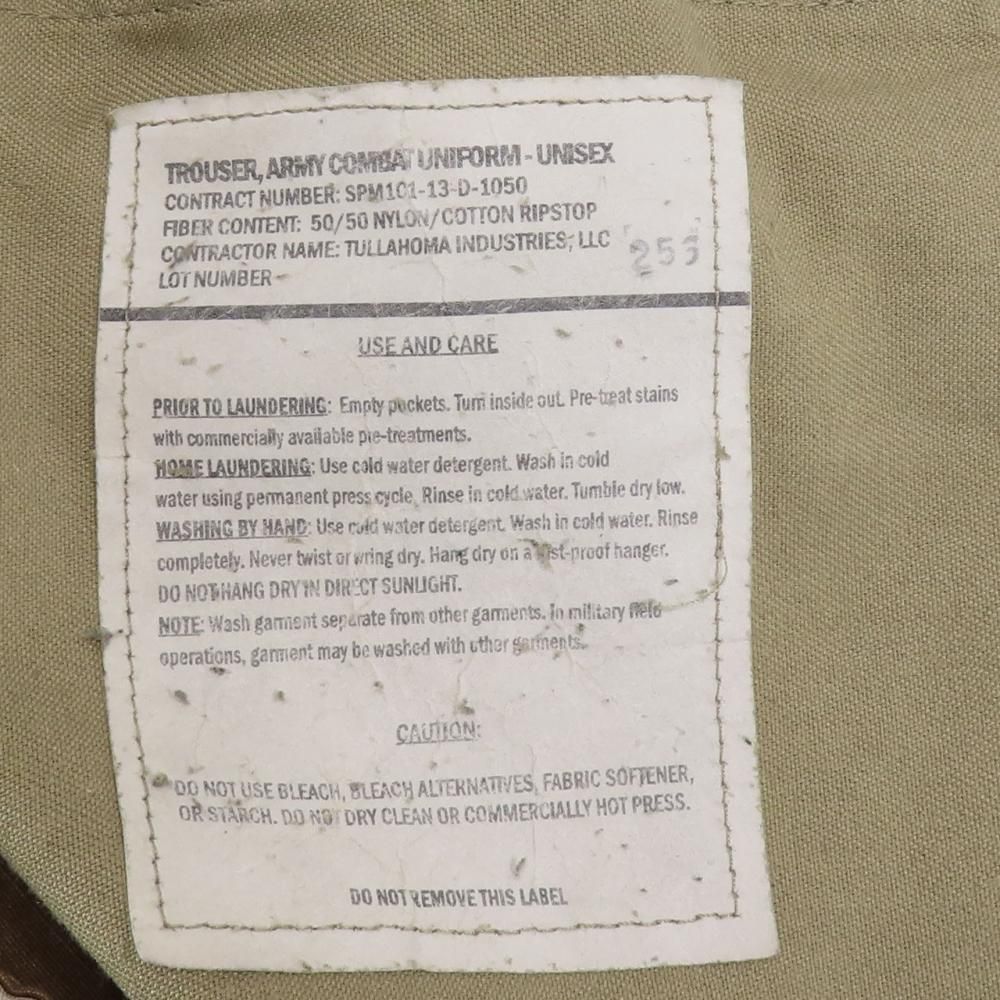 TROUSER, ARMY COMBAT UNIFORM - UNISEX
CONTRACT NUMBER: SPM101-13-D-1050
FIBER CONTENT: 50/50 NYLON/COTTON RIPSTOP
CONTRACTOR NAME: TULLAHOMA INDUSTRIES, LLC
LOT NUMBER
USE AND CARE
PRIOR TO LAUNDERING: Empty pockets. Turn inside out. Pre-treat stains
with commercially available pre-treatments.
HOME LAUNDERING: Use cold water detergent. Wash in cold
water using permanent press cycle. Rinse in cold water. Tumble dry low.
WASHING BY HAND: Use cold water detergent. Wash in cold water. Rinse
completely. Never twist or wring dry. Hang dry on a rust-proof hanger.
DO NOT HANG DRY IN DIRECT SUNLIGHT.
NOTE: Wash garment separate from other garments. In military field
operations, garment may be washed with other garments.
CAUTION:
DO NOT USE BLEACH, BLEACH ALTERNATIVES, FABRIC SOFTENER,
OR STARCH. DO NOT DRY CLEAN OR COMMERCIALLY HOT PRESS.
DO NOT REMOVE THIS LABEL